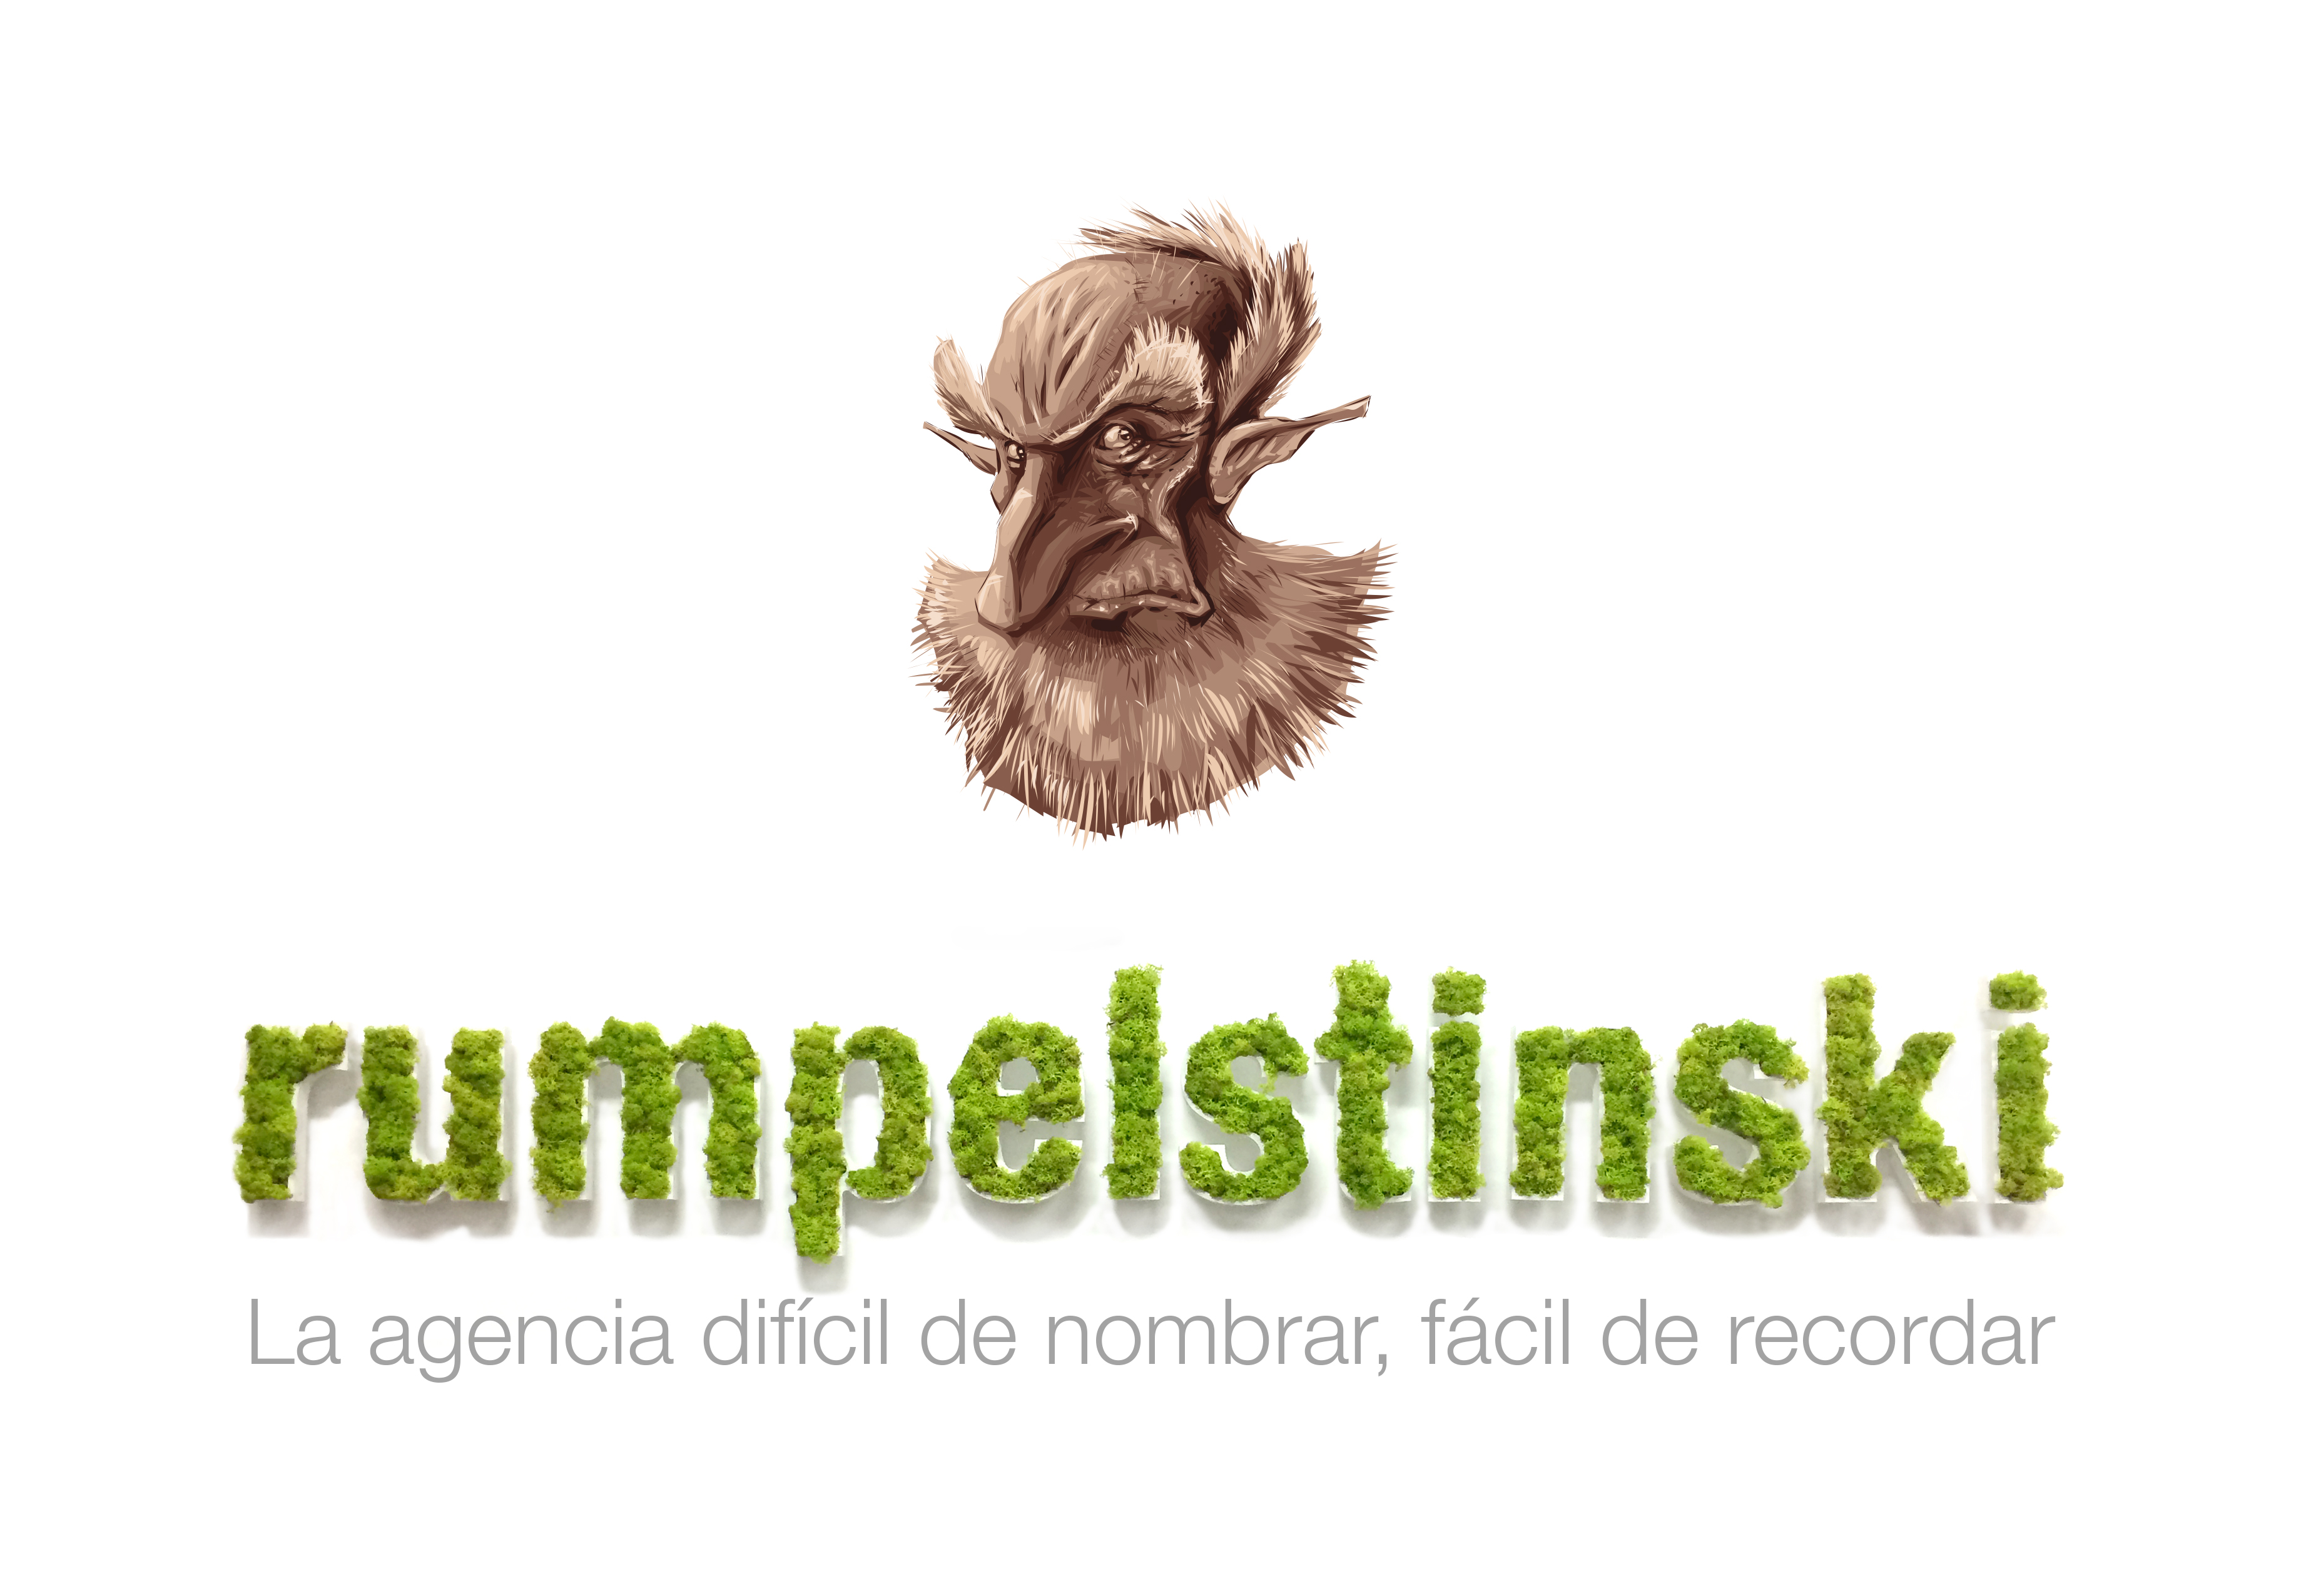 rumpelstinski
La agencia difícil de nombrar, fácil de recordar